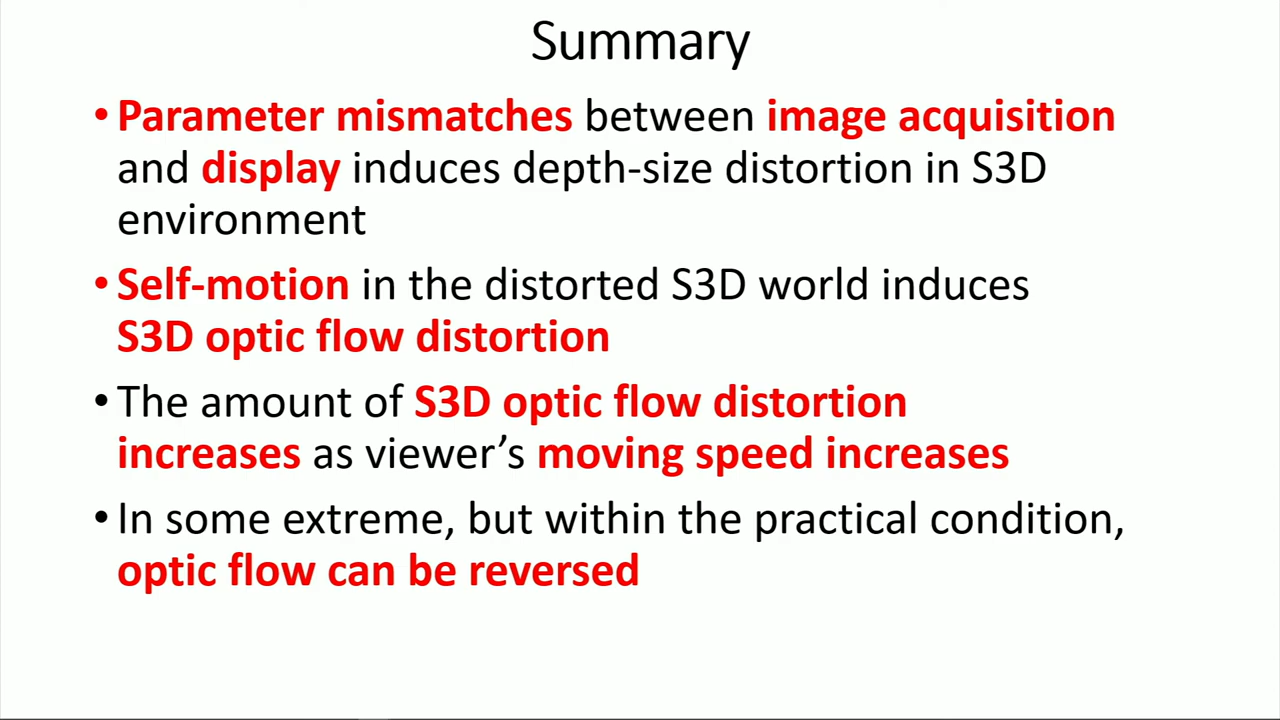 Summary
• Parameter mismatches between image acquisition
and display induces depth-size distortion in S3D
environment
• Self-motion in the distorted S3D world induces
S3D optic flow distortion
• The amount of S3D optic flow distortion
increases as viewer’s moving speed increases
• In some extreme, but within the practical condition,
optic flow can be reversed